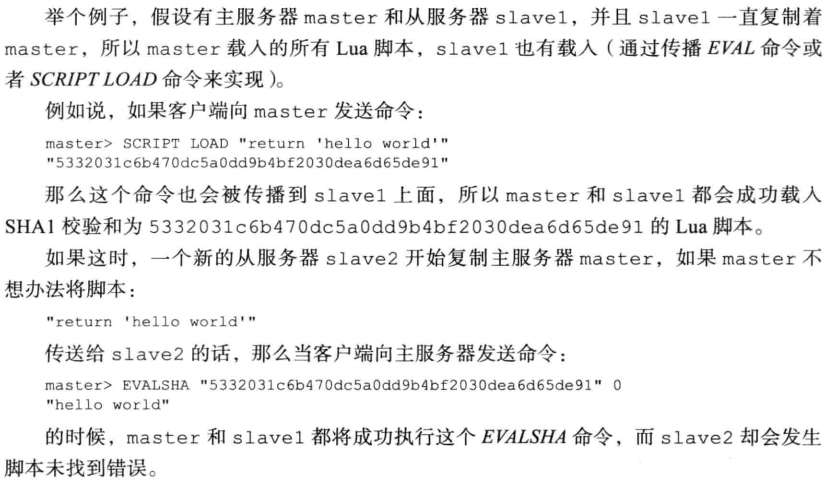 举个例子，假设有主服务器 master 和从服务器 slave1，并且 slave1 一直复制着
master，所以 master 载入的所有 Lua 脚本，slave1 也有载入（通过传播 EVAL 命令或
者 SCRIPT LOAD 命令来实现）。
例如说，如果客户端向 master 发送命令：
master> SCRIPT LOAD "return 'hello world'"
"5332031c6b470dc5a0dd9b4bf2030dea6d65de91"
那么这个命令也会被传播到 slave1 上面，所以 master 和 slave1 都会成功载入
SHA1 校验和为 5332031c6b470dc5a0dd9b4bf2030dea6d65de91 的 Lua 脚本。
如果这时，一个新的从服务器 slave2 开始复制主服务器 master，如果 master 不
想办法将脚本：
"return 'hello world'"
传送给 slave2 的话，那么当客户端向主服务器发送命令：
master> EVALSHA "5332031c6b470dc5a0dd9b4bf2030dea6d65de91" 0
"hello world"
的时候，master 和 slave1 都将成功执行这个 EVALSHA 命令，而 slave2 却会发生
脚本未找到错误。